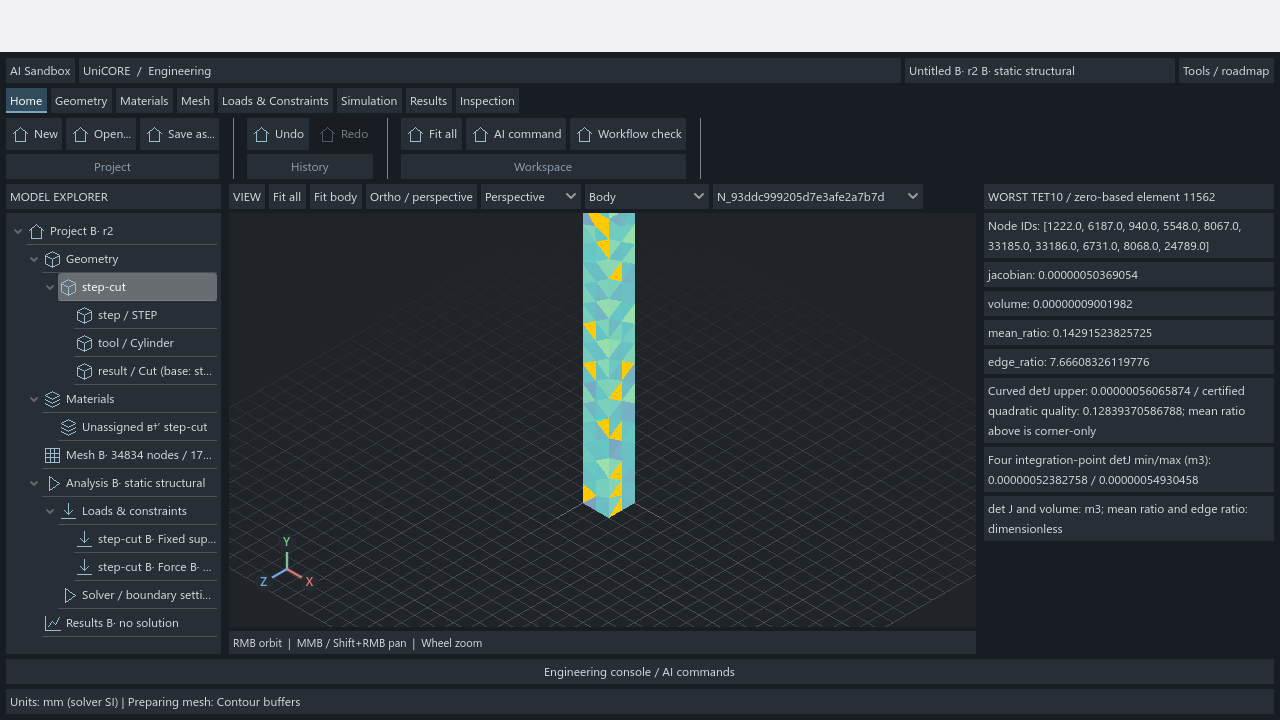 AI Sandbox
UniCORE / Engineering
Untitled В· r2 В· static structural
Tools / roadmap
Home
Geometry
Materials
Mesh
Loads & Constraints
Simulation
Results
Inspection
New
Open...
Save as...
Undo
Redo
Fit all
AI command
Workflow check
Project
History
Workspace
MODEL EXPLORER
VIEW
Fit all
Fit body
Ortho / perspective
Perspective
Body
N_93ddc999205d7e3afe2a7b7d
WORST TET10 / zero-based element 11562
Project В· r2
Geometry
step-cut
step / STEP
tool / Cylinder
result / Cut (base: st...
Materials
Unassigned в†’ step-cut
Mesh В· 34834 nodes / 17...
Analysis В· static structural
Loads & constraints
step-cut В· Fixed sup...
step-cut В· Force В· ...
Solver / boundary setti...
Results В· no solution
Y
Z
X
Node IDs: [1222.0, 6187.0, 940.0, 5548.0, 8067.0,
33185.0, 33186.0, 6731.0, 8068.0, 24789.0]
jacobian: 0.00000050369054
volume: 0.00000009001982
mean_ratio: 0.14291523825725
edge_ratio: 7.66608326119776
Curved detJ upper: 0.00000056065874 / certified
quadratic quality: 0.12839370586788; mean ratio
above is corner-only
Four integration-point detJ min/max (m3):
0.00000052382758 / 0.00000054930458
det J and volume: m3; mean ratio and edge ratio:
dimensionless
RMB orbit | MMB / Shift+RMB pan | Wheel zoom
Engineering console / AI commands
Units: mm (solver SI) | Preparing mesh: Contour buffers